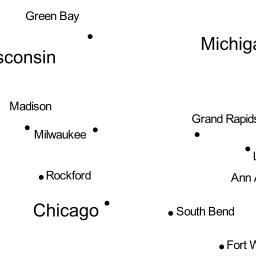 Green Bay
Michiga
sconsin
Madison
Grand Rapids
Milwaukee
L
Ann A
Rockford
Chicago
South Bend
Fort W